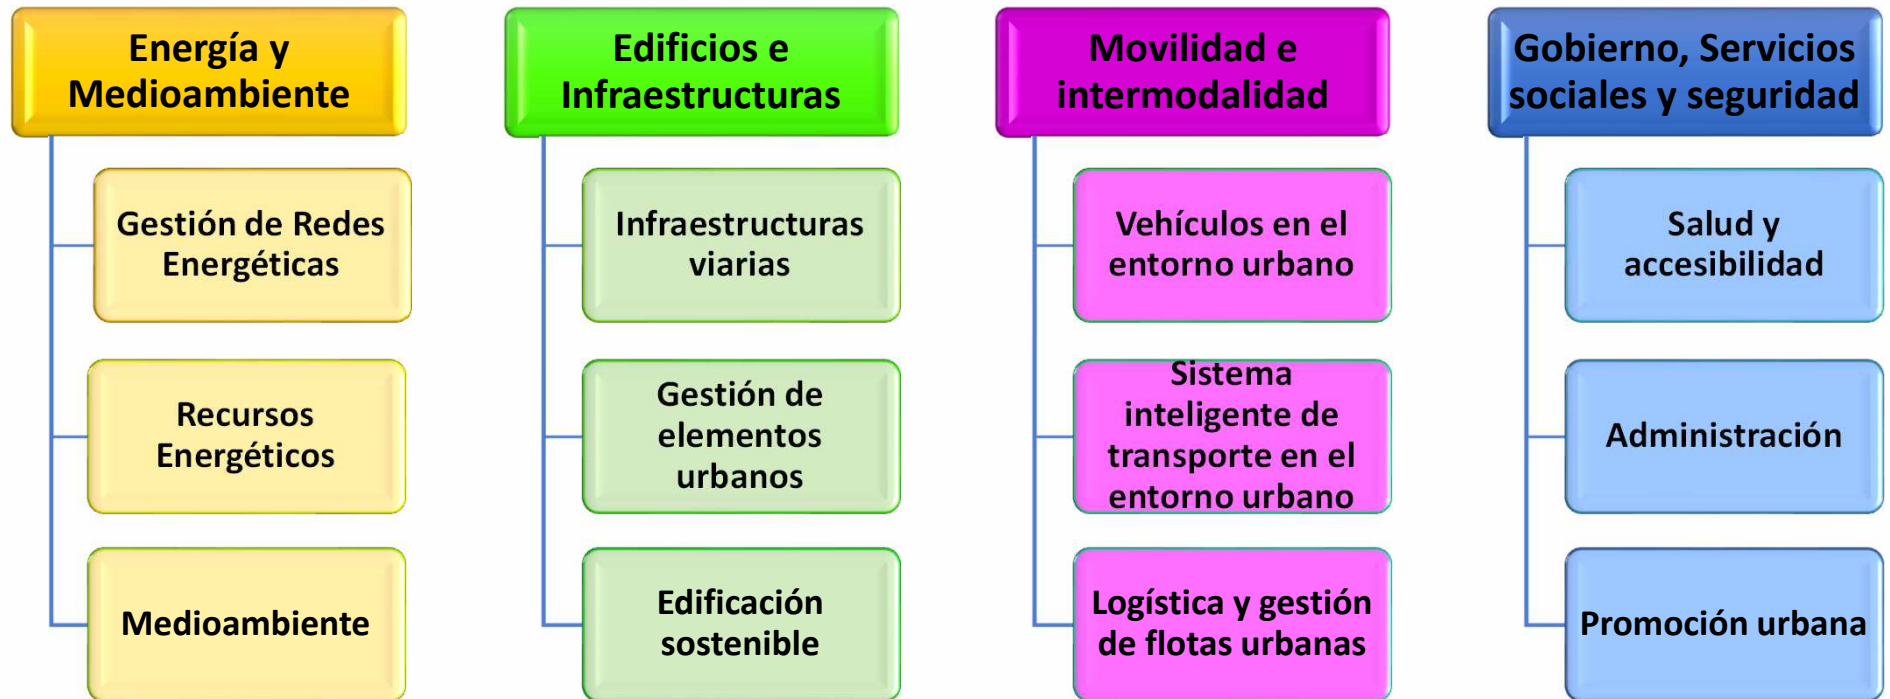 Energía y
Medioambiente
Gestión de Redes
Energéticas
Recursos
Energéticos
Medioambiente
Edificios e
Infraestructuras
Infraestructuras
viarias
Gestión de
elementos
urbanos
Edificación
sostenible
Movilidad e
intermodalidad
Vehículos en el
entorno urbano
Sistema
inteligente de
transporte en el
entorno urbano
Logística y gestión
de flotas urbanas
Gobierno, Servicios
sociales y seguridad
Salud y
accesibilidad
Administración
Promoción urbana